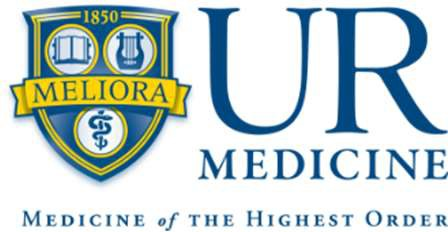 1850
MELIORA
UR
MEDICINE
MEDICINE of THE HIGHEST ORDER